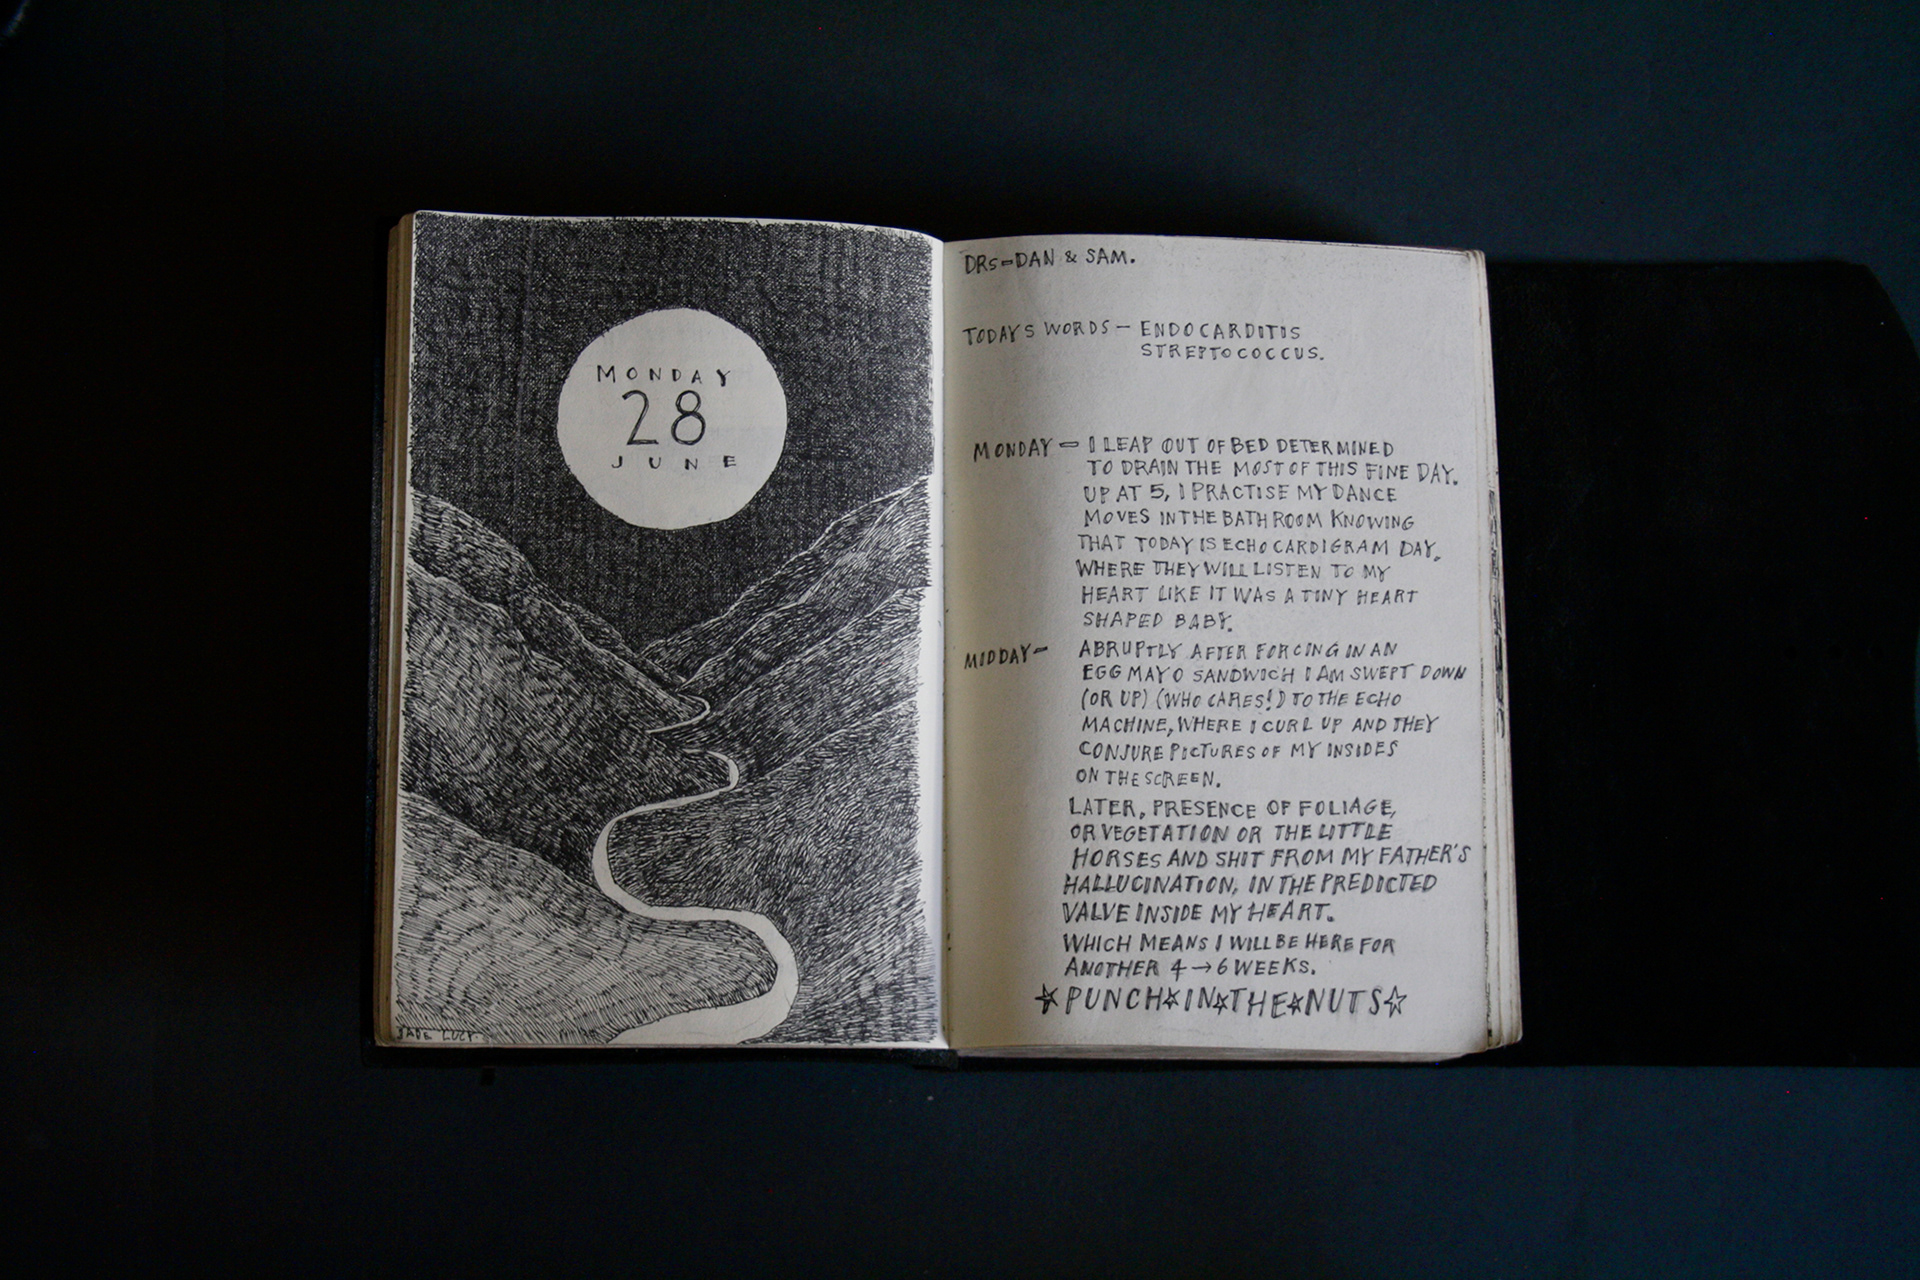 MONDAY
28
JUNE
JADE LUCY.
DRs-DAN & SAM.
TODAYS WORDS - ENDOCARDITIS
STREPTOCOCCUS.
MONDAY - I LEAP OUT OF BED DETERMINED
TO DRAIN THE MOST OF THIS FINE DAY.
UP AT 5, I PRACTISE MY DANCE
MOVES IN THE BATHROOM KNOWING
THAT TODAY IS ECHOCARDIGRAM DAY.
WHERE THEY WILL LISTEN TO MY
HEART LIKE IT WAS A TINY HEART
SHAPED BABY.
MIDDAY - ABRUPTLY AFTER FORCING IN AN
EGG MAYO SANDWICH I AM SWEPT DOWN
(OR UP) (WHO CARES!) TO THE ECHO
MACHINE, WHERE I CURL UP AND THEY
CONJURE PICTURES OF MY INSIDES
ON THE SCREEN.
LATER, PRESENCE OF FOLIAGE,
OR VEGETATION OR THE LITTLE
HORSES AND SHIT FROM MY FATHER'S
HALLUCINATION, IN THE PREDICTED
VALVE INSIDE MY HEART.
WHICH MEANS I WILL BE HERE FOR
ANOTHER 4 → 6 WEEKS.
☆PUNCH☆IN☆THE☆NUTS☆